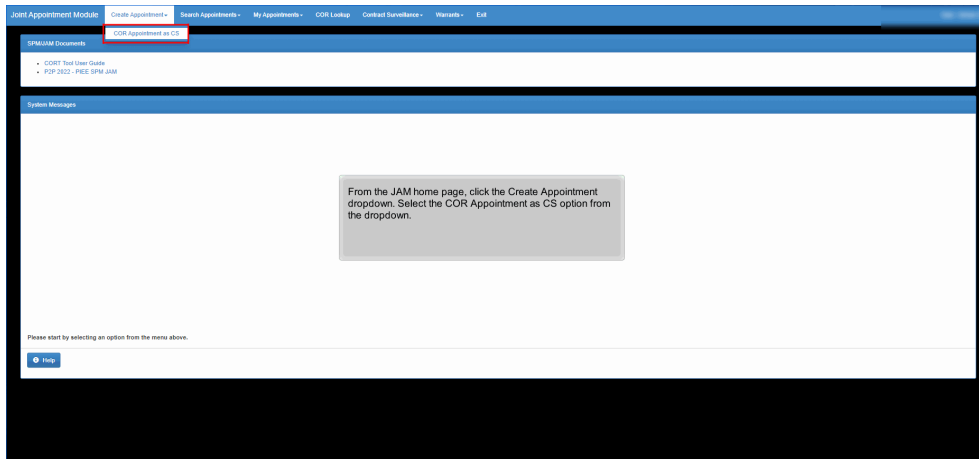 Joint Appointment Module Create Appointment Search Appointments My Appointments COR Lookup Contract Surveillance Warrants Exit
COR Appointment as CS
SPM/JAM Documents
CORT Tool User Guide
P2P 2022 - PIEE SPM JAM
System Messages
From the JAM home page, click the Create Appointment
dropdown. Select the COR Appointment as CS option from
the dropdown.
Please start by selecting an option from the menu above.
Help